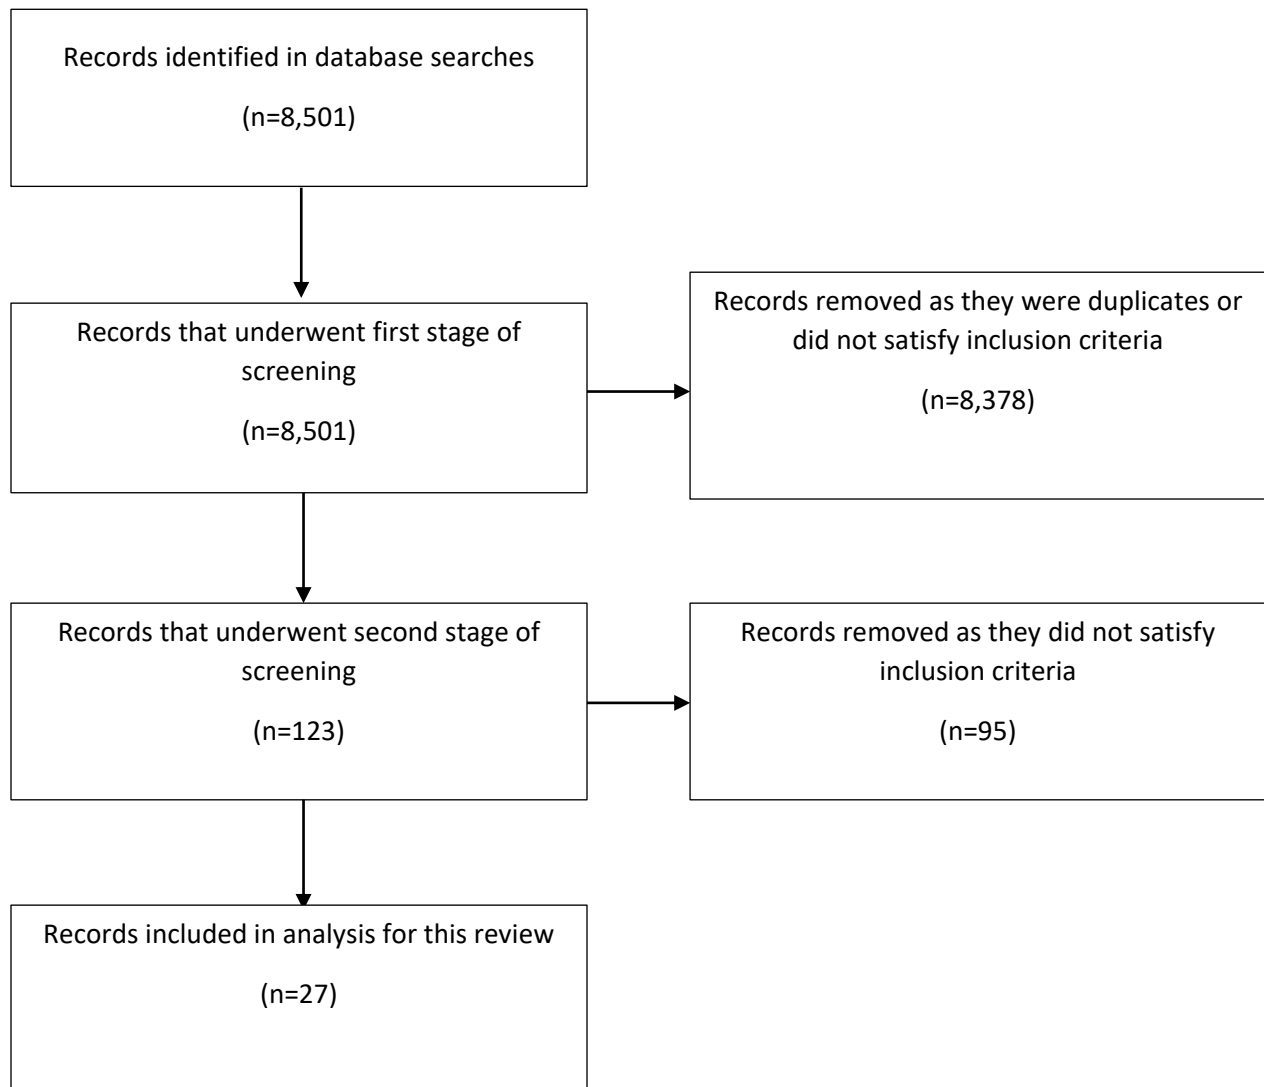 Records identified in database searches
(n=8,501)
Records that underwent first stage of
screening
(n=8,501)
Records removed as they were duplicates or
did not satisfy inclusion criteria
(n=8,378)
Records that underwent second stage of
screening
(n=123)
Records removed as they did not satisfy
inclusion criteria
(n=95)
Records included in analysis for this review
(n=27)